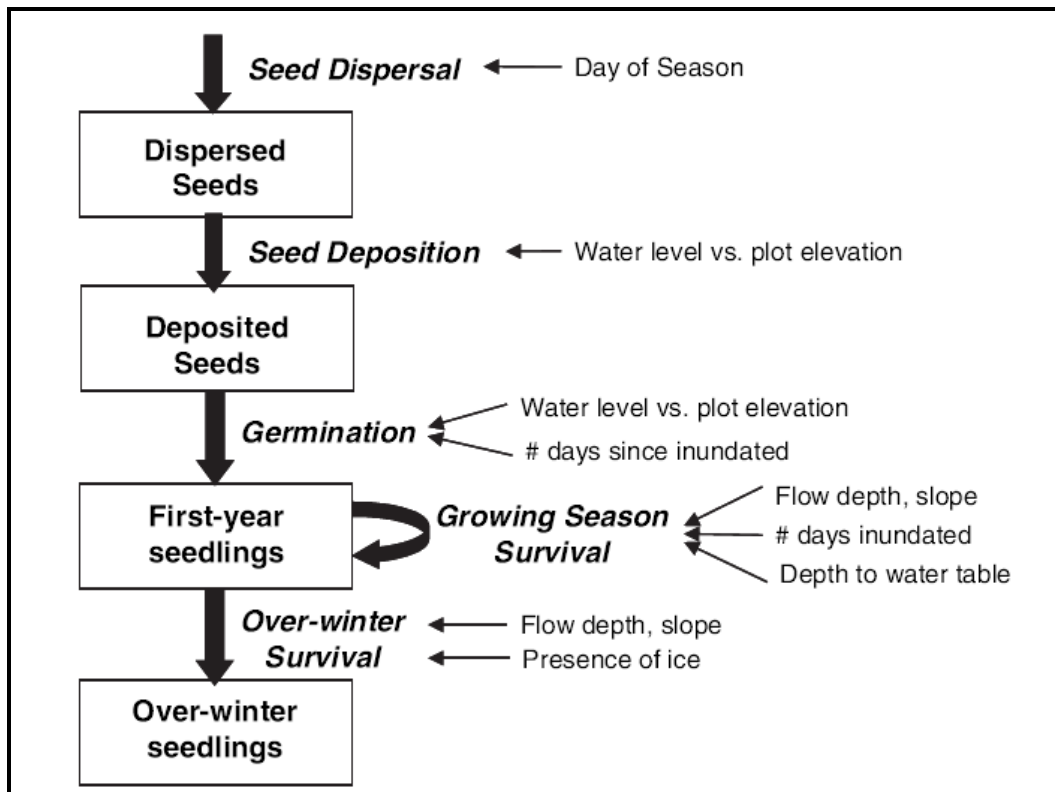 Seed Dispersal
Day of Season
Dispersed
Seeds
Seed Deposition
Water level vs. plot elevation
Deposited
Seeds
Germination
Water level vs. plot elevation
# days since inundated
First-year
seedlings
Growing Season
Survival
Flow depth, slope
# days inundated
Depth to water table
Over-winter
Survival
Flow depth, slope
Presence of ice
Over-winter
seedlings